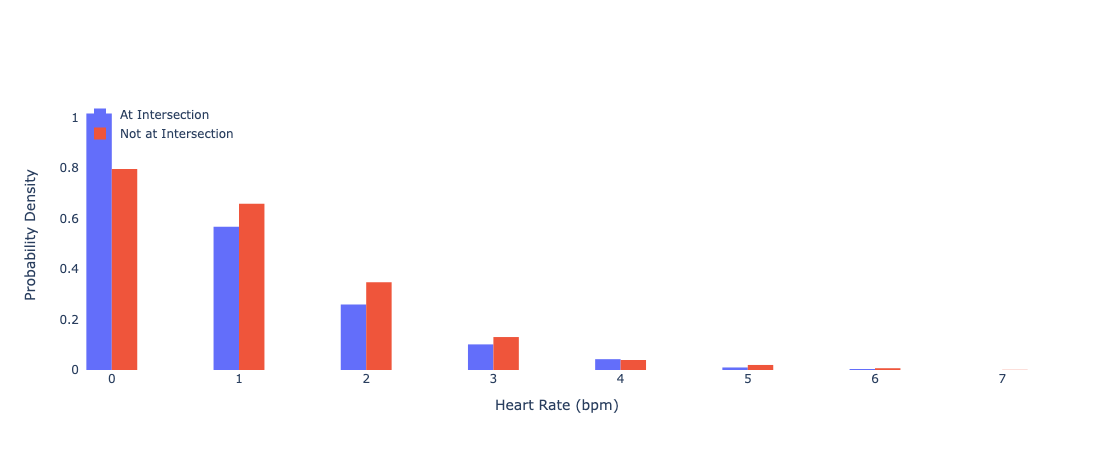 At Intersection
Not at Intersection
1
0.8
0.6
0.4
0.2
0
Probability Density
0 1 2 3 4 5 6 7
Heart Rate (bpm)